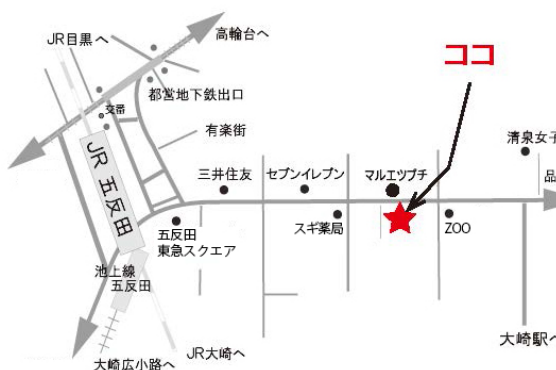 JR目黒へ
高輪台へ
ココ
交番
都営地下鉄出口
有楽街
清泉女子
JR 五反田
三井住友
セブンイレブン
マルエツプチ
品
五反田
東急スクエア
スギ薬局
ZOO
池上線
五反田
大崎広小路へ
JR大崎へ
大崎駅へ